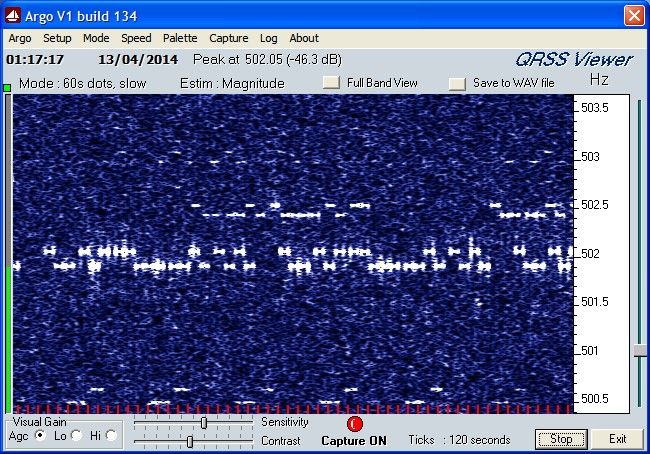 Argo V1 build 134
Argo Setup Mode Speed Palette Capture Log About
01:17:17 13/04/2014 Peak at 502.05 (-46.3 dB) QRSS Viewer
Mode : 60s dots, slow Estim : Magnitude Full Band View Save to WAV file Hz
503.5
503
502.5
502
501.5
501
500.5
Visual Gain Sensitivity
Agc Lo Hi Contrast Capture ON Ticks : 120 seconds Stop Exit